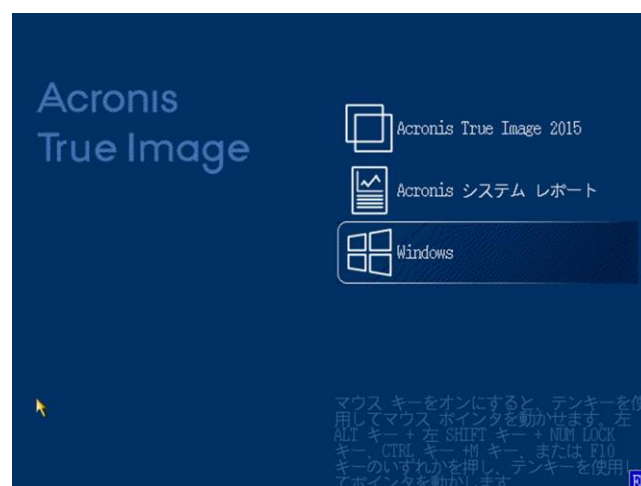 Acronis
True Image
Acronis True Image 2015
Acronis システム レポート
Windows
マウス キーをオンにすると、テンキーを使
用してマウス ポインタを動かせます。左
ALT キー + 左 SHIFT キー + NUM LOCK
キー、CTRL キー +M キー、または F10
キーのいずれかを押し、テンキーを使用し
てポインタを動かします。